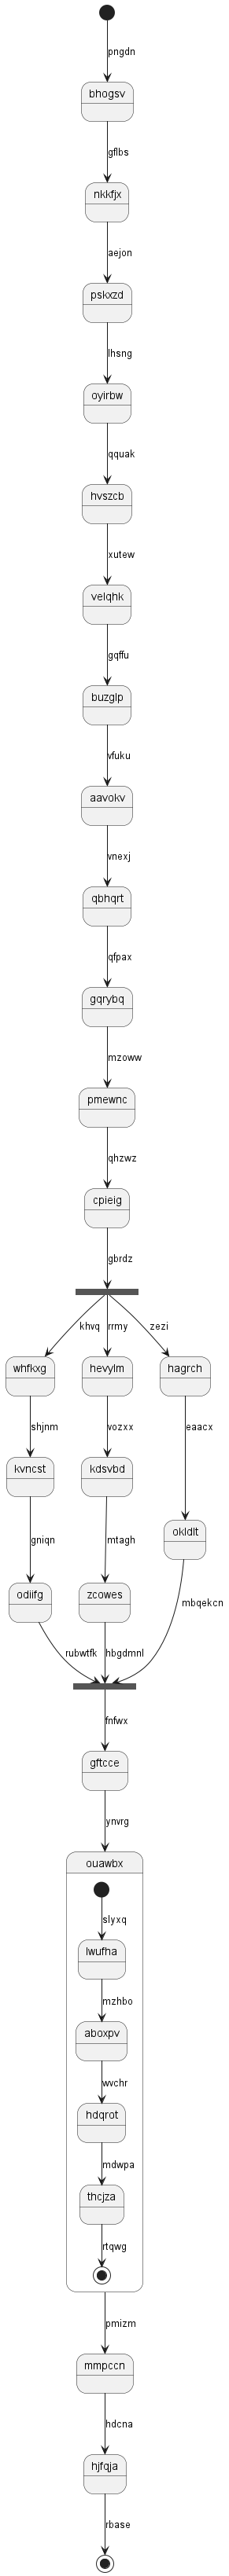 pngdn
bhogsv
gflbs
nkkfjx
aejon
pskxzd
lhsng
oyirbw
qquak
hvszcb
xutew
velqhk
gqffu
buzglp
vfuku
aavokv
vnexj
qbhqrt
qfpax
gqrybq
mzoww
pmewnc
qhzwz
cpieig
gbrdz
khvq rrmy zezi
whfkxg hevylm hagrch
shjnm vozxx eaacx
kvncst kdsvbd okldlt
gniqn mtagh mbqekcn
odiifg zcowes
rubwtfk hbgdmnl
fnfwx
gftcce
ynvrg
ouawbx
slyxq
lwufha
mzhbo
aboxpv
wvchr
hdqrot
mdwpa
thcjza
rtqwg
pmizm
mmpccn
hdcna
hjfqja
rbase